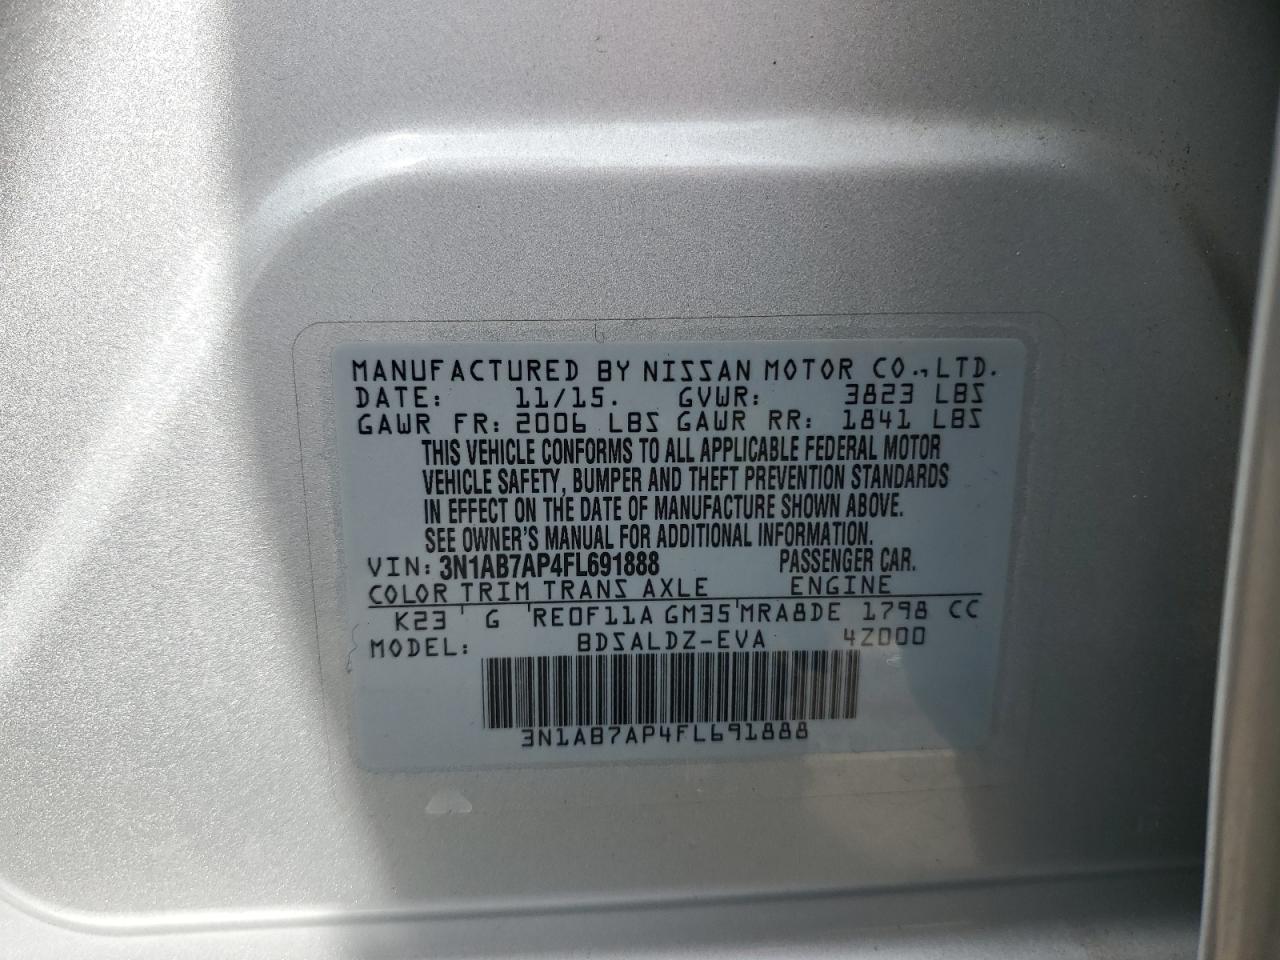 MANUFACTURED BY NISSAN MOTOR CO., LTD.
DATE: 11/15. GVWR: 3823 LBS
GAWR FR: 2006 LBS GAWR RR: 1841 LBS
THIS VEHICLE CONFORMS TO ALL APPLICABLE FEDERAL MOTOR
VEHICLE SAFETY, BUMPER AND THEFT PREVENTION STANDARDS
IN EFFECT ON THE DATE OF MANUFACTURE SHOWN ABOVE.
SEE OWNER'S MANUAL FOR ADDITIONAL INFORMATION.
VIN: 3N1AB7AP4FL691888 PASSENGER CAR.
COLOR TRIM TRANS AXLE ENGINE
K23 G RE0F11A GM35 MRA8DE 1798 CC
MODEL: BDSALDZ-EVA 4Z000
3N1AB7AP4FL691888